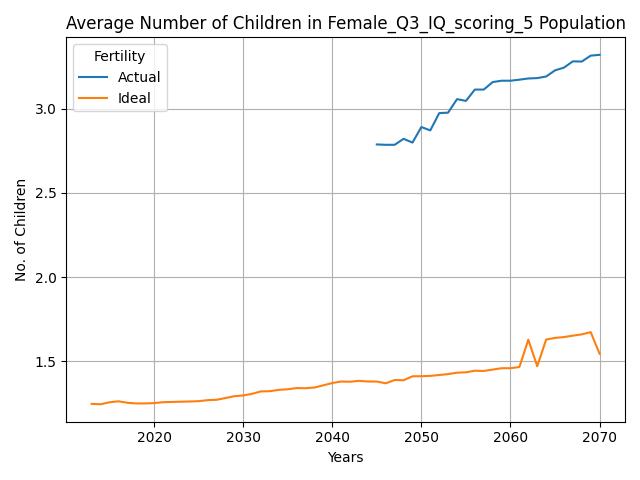 Average Number of Children in Female_Q3_IQ_scoring_5 Population
Fertility
Actual
Ideal
3.0
2.5
2.0
1.5
No. of Children
2020
2030
2040
2050
2060
2070
Years